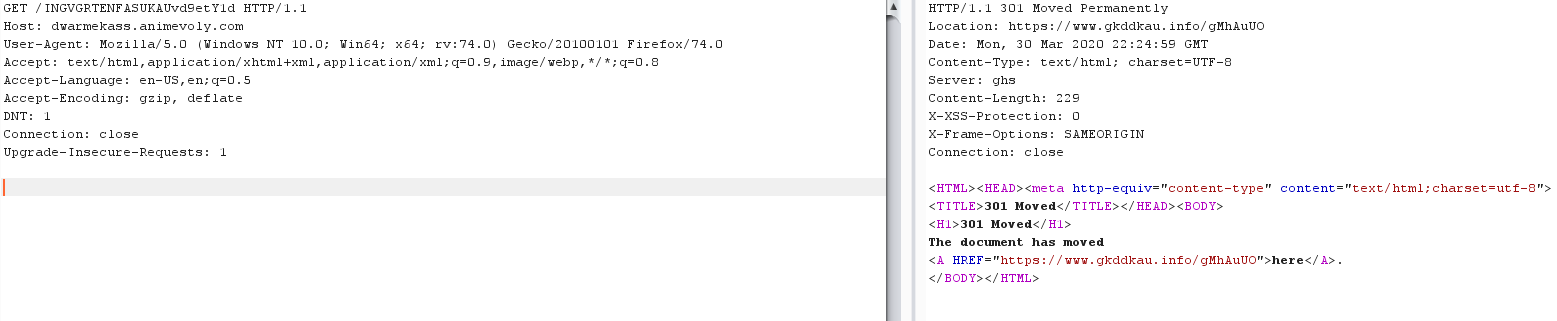 GET /INGVGRTENFASUKAUvd9etY1d HTTP/1.1
Host: dwarmekass.animevoly.com
User-Agent: Mozilla/5.0 (Windows NT 10.0; Win64; x64; rv:74.0) Gecko/20100101 Firefox/74.0
Accept: text/html,application/xhtml+xml,application/xml;q=0.9,image/webp,*/*;q=0.8
Accept-Language: en-US,en;q=0.5
Accept-Encoding: gzip, deflate
DNT: 1
Connection: close
Upgrade-Insecure-Requests: 1
HTTP/1.1 301 Moved Permanently
Location: https://www.gkddkau.info/gMhAuUO
Date: Mon, 30 Mar 2020 22:24:59 GMT
Content-Type: text/html; charset=UTF-8
Server: ghs
Content-Length: 229
X-XSS-Protection: 0
X-Frame-Options: SAMEORIGIN
Connection: close
<HTML><HEAD><meta http-equiv="content-type" content="text/html;charset=utf-8">
<TITLE>301 Moved</TITLE></HEAD><BODY>
<H1>301 Moved</H1>
The document has moved
<A HREF="https://www.gkddkau.info/gMhAuUO">here</A>.
</BODY></HTML>